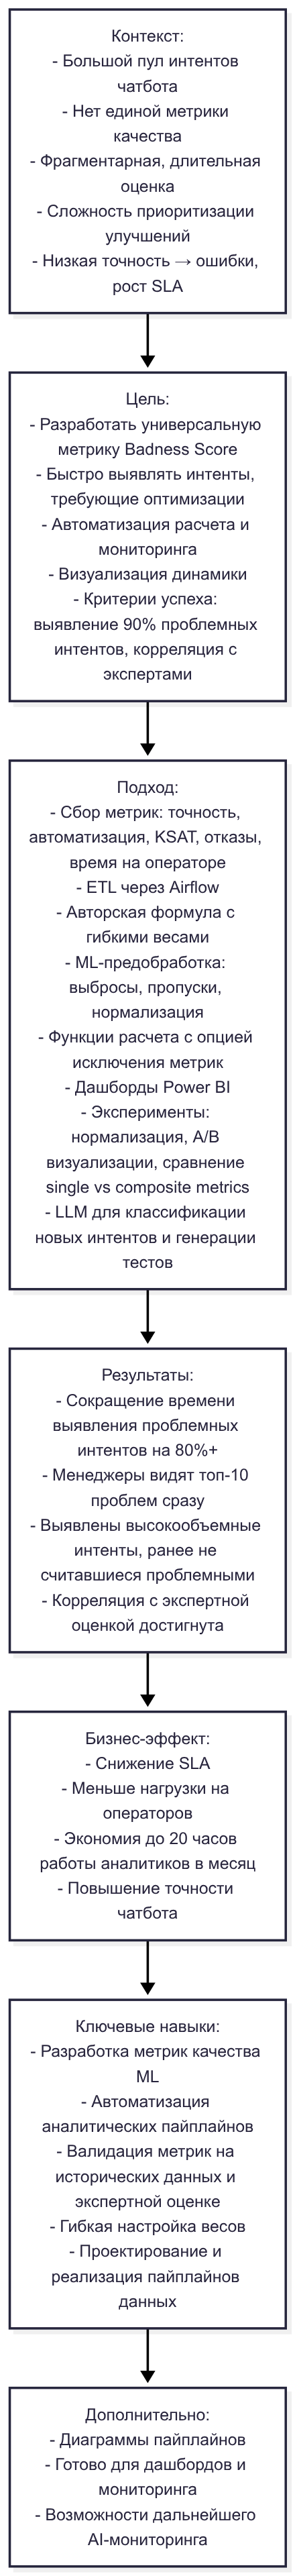 Контекст:
- Большой пул интентов
чатбота
- Нет единой метрики
качества
- Фрагментарная, длительная
оценка
- Сложность приоритизации
улучшений
- Низкая точность → ошибки,
рост SLA
Цель:
- Разработать универсальную
метрику Badness Score
- Быстро выявлять интенты,
требующие оптимизации
- Автоматизация расчета и
мониторинга
- Визуализация динамики
- Критерии успеха:
выявление 90% проблемных
интентов, корреляция с
экспертами
Подход:
- Сбор метрик: точность,
автоматизация, KSAT, отказы,
время на операторе
- ETL через Airflow
- Авторская формула с
гибкими весами
- ML-предобработка:
выбросы, пропуски,
нормализация
- Функции расчета с опцией
исключения метрик
- Дашборды Power BI
- Эксперименты:
нормализация, A/B
визуализации, сравнение
single vs composite metrics
- LLM для классификации
новых интентов и генерации
тестов
Результаты:
- Сокращение времени
выявления проблемных
интентов на 80%+
- Менеджеры видят топ-10
проблем сразу
- Выявлены высокообъемные
интенты, ранее не
считавшиеся проблемными
- Корреляция с экспертной
оценкой достигнута
Бизнес-эффект:
- Снижение SLA
- Меньше нагрузки на
операторов
- Экономия до 20 часов
работы аналитиков в месяц
- Повышение точности
чатбота
Ключевые навыки:
- Разработка метрик качества
ML
- Автоматизация
аналитических пайплайнов
- Валидация метрик на
исторических данных и
экспертной оценке
- Гибкая настройка весов
- Проектирование и
реализация пайплайнов
данных
Дополнительно:
- Диаграммы пайплайнов
- Готово для дашбордов и
мониторинга
- Возможности дальнейшего
AI-мониторинга